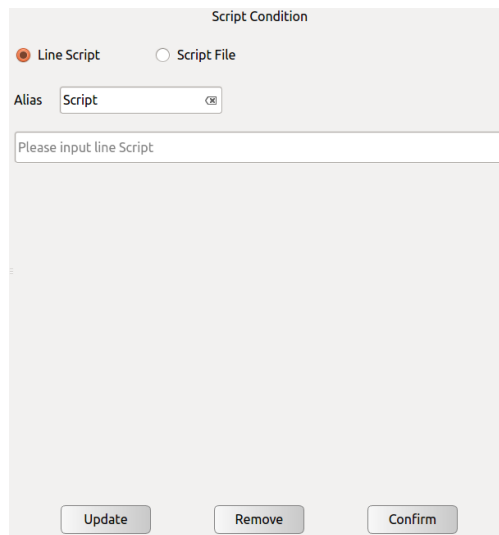 Script Condition
Line Script Script File
Alias Script
Please input line Script
Update Remove Confirm